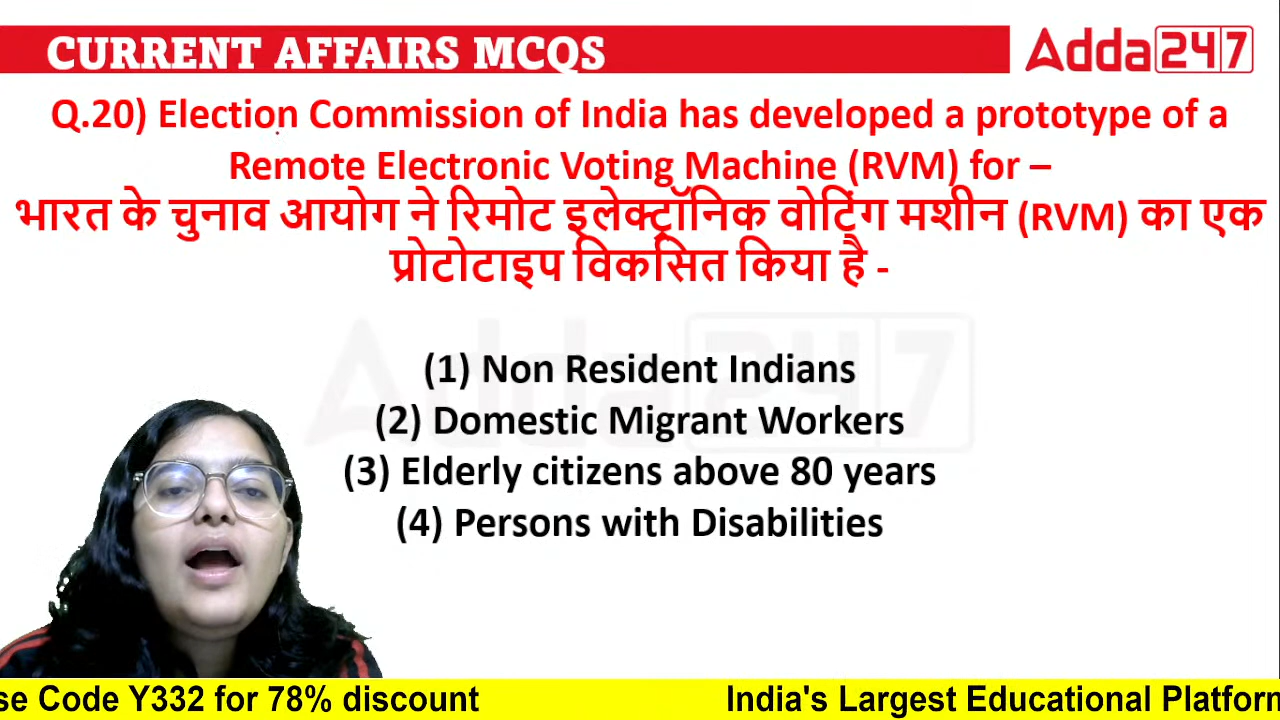 CURRENT AFFAIRS MCQS
Adda247
Q.20) Election Commission of India has developed a prototype of a
Remote Electronic Voting Machine (RVM) for –
भारत के चुनाव आयोग ने रिमोट इलेक्ट्रॉनिक वोटिंग मशीन (RVM) का एक
प्रोटोटाइप विकसित किया है -
Adda247
(1) Non Resident Indians
(2) Domestic Migrant Workers
(3) Elderly citizens above 80 years
(4) Persons with Disabilities
se Code Y332 for 78% discount India's Largest Educational Platform